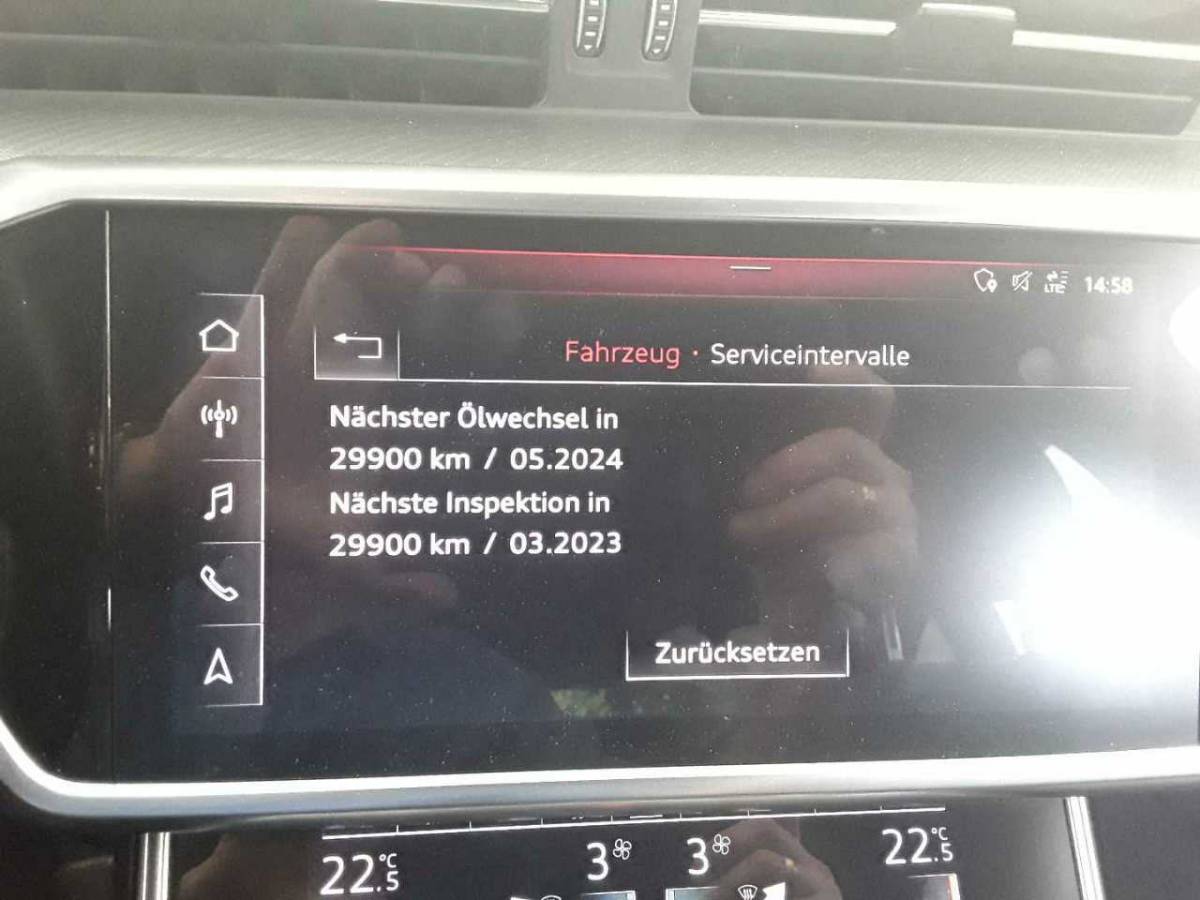 LTE 14:58
Fahrzeug · Serviceintervalle
Nächster Ölwechsel in
29900 km / 05.2024
Nächste Inspektion in
29900 km / 03.2023
Zurücksetzen
22.5 °C 3 3 22.5 °C